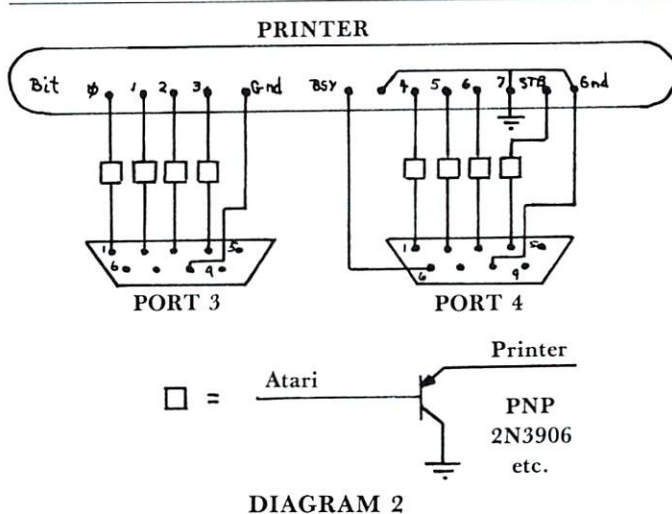 PRINTER
Bit 0 1 2 3 Gnd BSY 4 5 6 7 STB Gnd
1 5 1 5
6 9 6 9
PORT 3 PORT 4
Printer
= Atari
PNP
2N3906
etc.
DIAGRAM 2